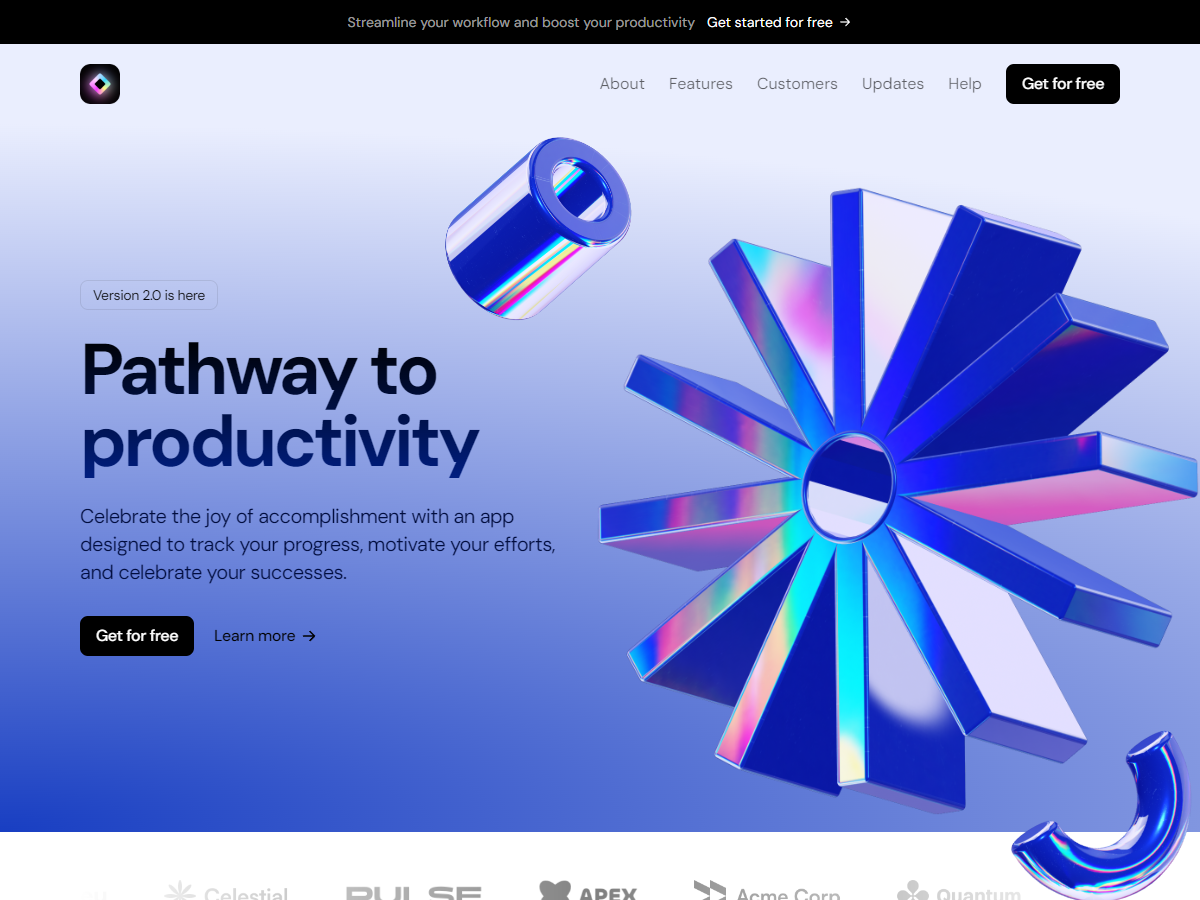 Streamline your workflow and boost your productivity Get started for free →
About Features Customers Updates Help Get for free
Version 2.0 is here
Pathway to
productivity
Celebrate the joy of accomplishment with an app
designed to track your progress, motivate your efforts,
and celebrate your successes.
Get for free Learn more →
Celestial PULSE APEX Acme Corp Quantum